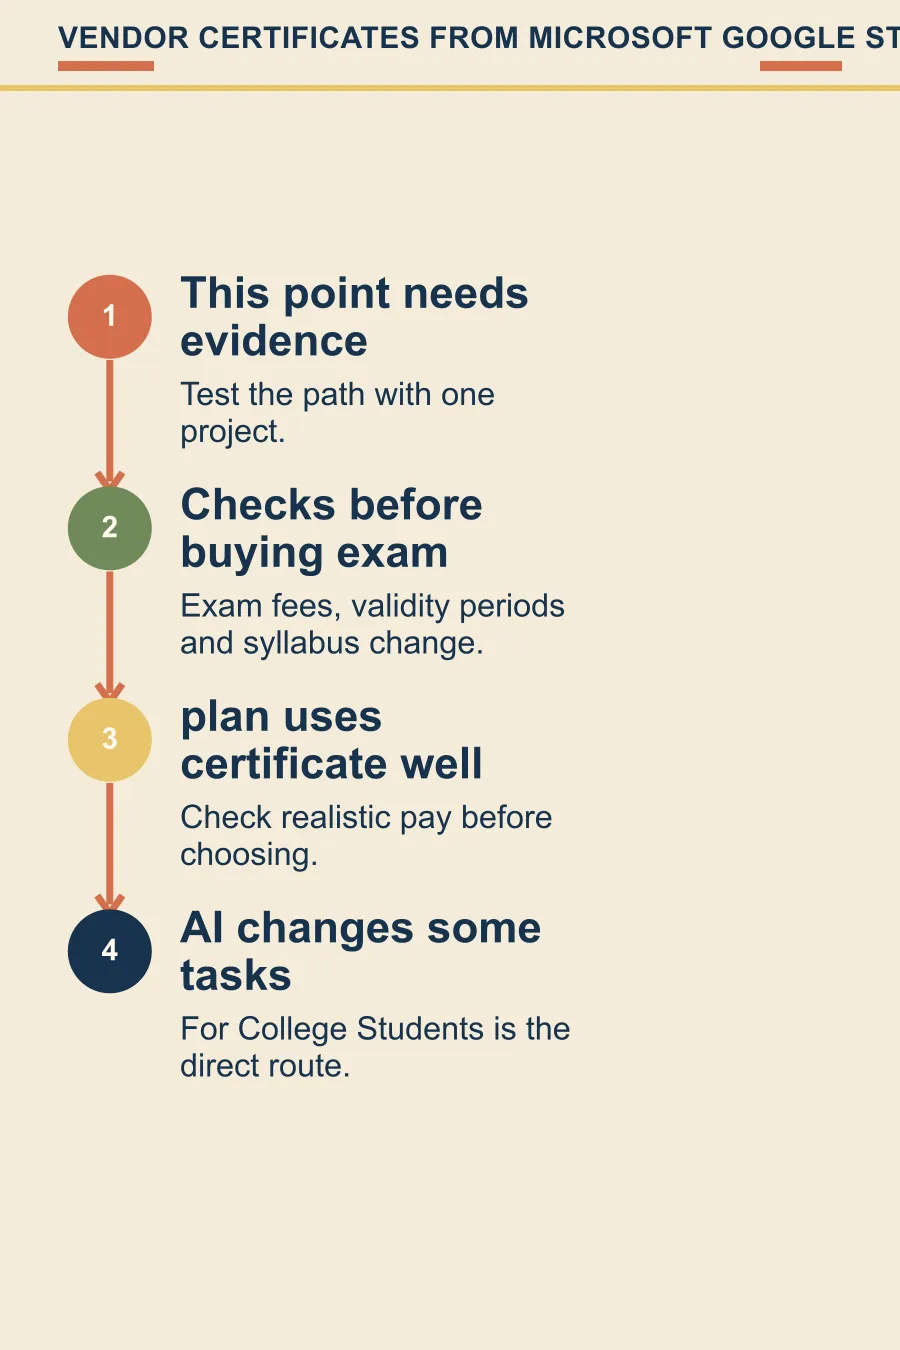 VENDOR CERTIFICATES FROM MICROSOFT GOOGLE ST
1
This point needs
evidence
Test the path with one
project.
2
Checks before
buying exam
Exam fees, validity periods
and syllabus change.
3
plan uses
certificate well
Check realistic pay before
choosing.
4
AI changes some
tasks
For College Students is the
direct route.